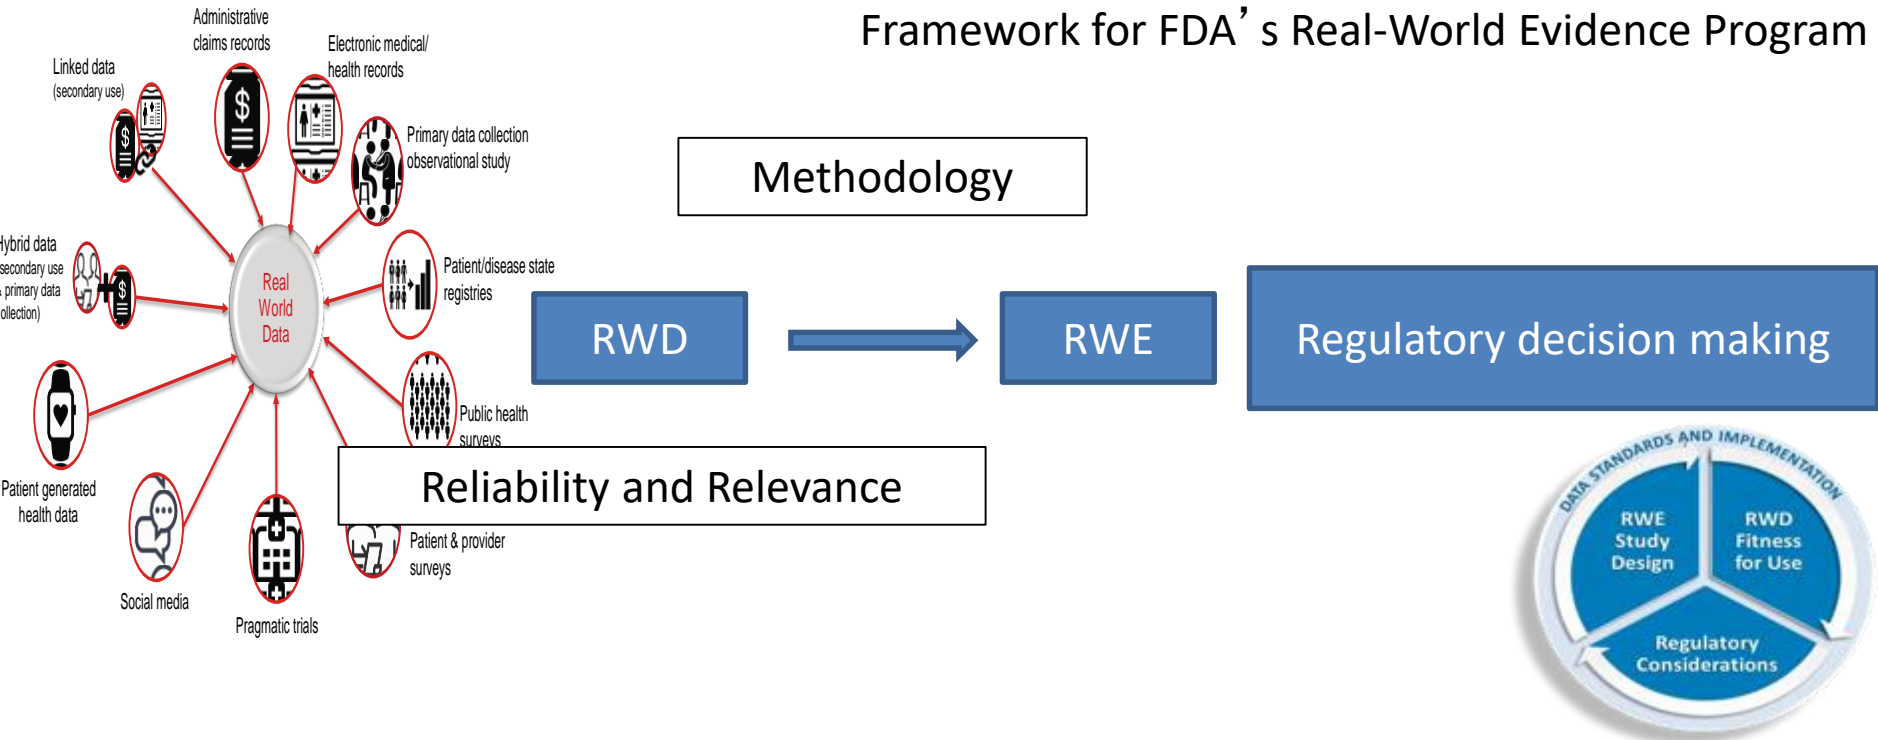 Framework for FDA’s Real-World Evidence Program
Administrative
claims records
Electronic medical/
health records
Linked data
(secondary use)
Primary data collection
observational study
Hybrid data
secondary use
& primary data
collection)
Patient/disease state
registries
Real
World
Data
Public health
surveys
Patient generated
health data
Social media
Pragmatic trials
Patient & provider
surveys
Methodology
RWD
RWE
Regulatory decision making
Reliability and Relevance
DATA STANDARDS AND IMPLEMENTATION
RWE
Study
Design
RWD
Fitness
for Use
Regulatory
Considerations